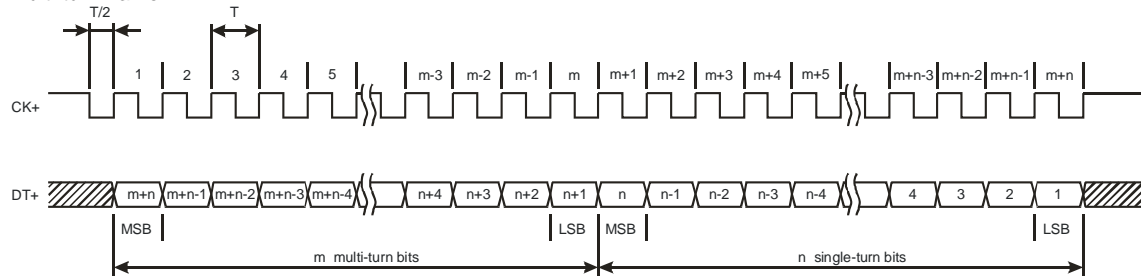 T/2 T
1 2 3 4 5 m-3 m-2 m-1 m m+1 m+2 m+3 m+4 m+5 m+n-3 m+n-2 m+n-1 m+n
CK+
DT+ m+n m+n-1 m+n-2 m+n-3 m+n-4 n+4 n+3 n+2 n+1 n n-1 n-2 n-3 n-4 4 3 2 1
MSB LSB MSB LSB
m multi-turn bits n single-turn bits